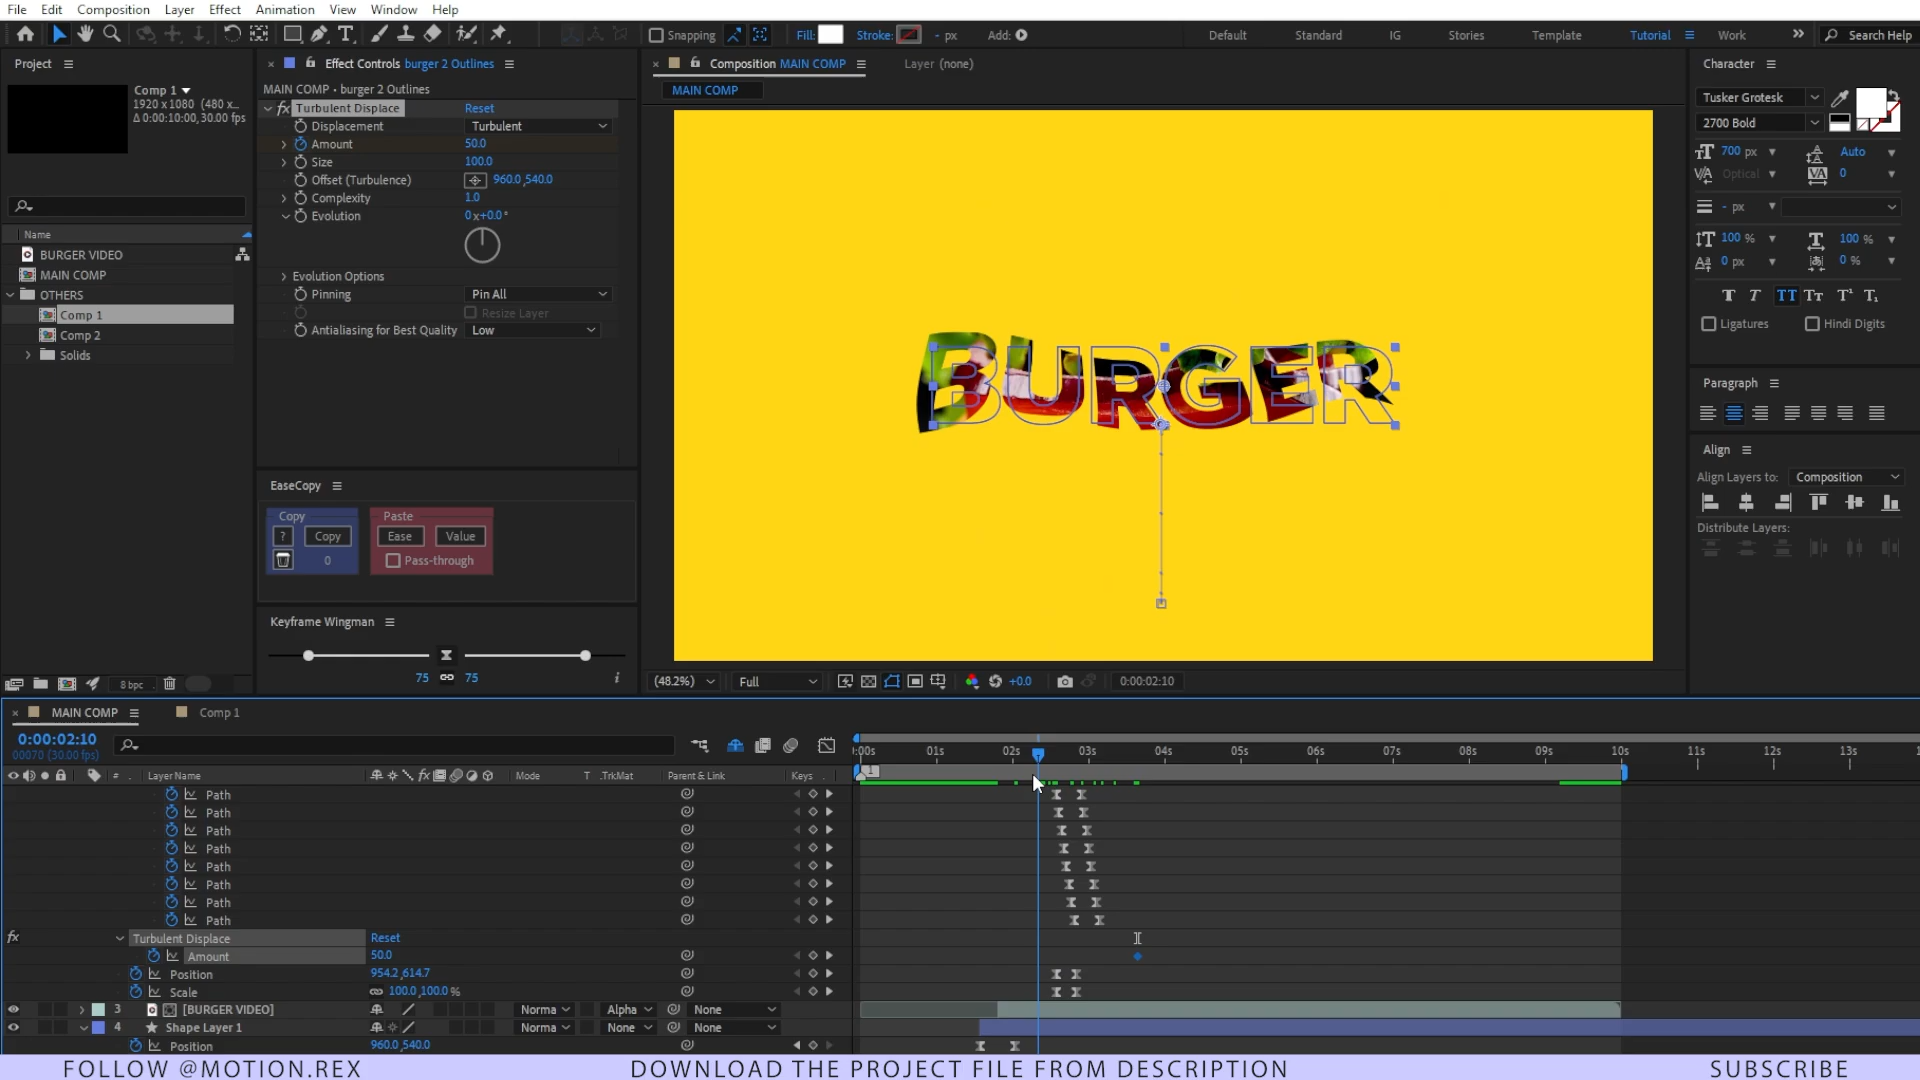 File Edit Composition Layer Effect Animation View Window Help
Snapping Fill: Stroke: - px Add: Default Standard IG Stories Template Tutorial Work Search Help
Project
Comp 1
1920 x 1080 (480 x...
Δ 0:00:10:00, 30.00 fps
Name
BURGER VIDEO
MAIN COMP
OTHERS
Comp 1
Comp 2
Solids
8 bpc
Effect Controls burger 2 Outlines
MAIN COMP • burger 2 Outlines
fx Turbulent Displace Reset
Displacement Turbulent
Amount 50.0
Size 100.0
Offset (Turbulence) 960.0,540.0
Complexity 1.0
Evolution 0x+0.0°
Evolution Options
Pinning Pin All
Resize Layer
Antialiasing for Best Quality Low
EaseCopy
Copy Paste
? Copy Ease Value
0 Pass-through
Keyframe Wingman
75 75 i
Composition MAIN COMP Layer (none)
MAIN COMP
BURGER
(48.2%) Full +0.0 0:00:02:10
Character
Tusker Grotesk
2700 Bold
700 px Auto
Optical 0
- px
100 % 100 %
0 px 0 %
T T TT Tt T¹ T₁
Ligatures Hindi Digits
Paragraph
Align
Align Layers to: Composition
Distribute Layers:
MAIN COMP Comp 1
0:00:02:10
00070 (30.00 fps)
# Layer Name Mode T .TrkMat Parent & Link Keys
:00s 01s 02s 03s 04s 05s 06s 07s 08s 09s 10s 11s 12s 13s
1
Path
Path
Path
Path
Path
Path
Path
Path
fx Turbulent Displace Reset
Amount 50.0
Position 954.2,614.7
Scale 100.0,100.0 %
3 [BURGER VIDEO] Norma Alpha None
4 Shape Layer 1 Norma None None
Position 960.0,540.0
FOLLOW @MOTION.REX DOWNLOAD THE PROJECT FILE FROM DESCRIPTION SUBSCRIBE